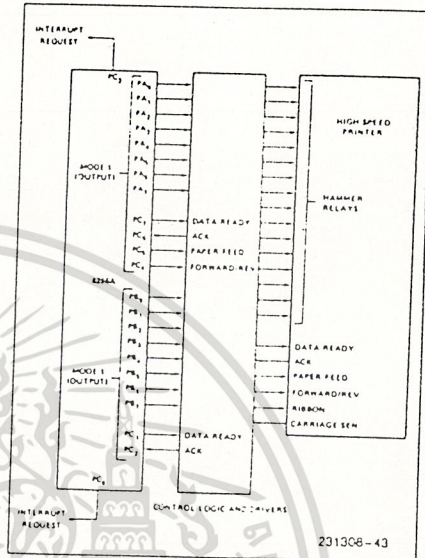 INTERRUPT
REQUEST
PC3
PA0
PA1
PA2
PA3
PA4
PA5
PA6
PA7
MODE 1
(OUTPUT)
PC7 DATA READY
PC6 ACK
PC5 PAPER FEED
PC4 FORWARD/REV
PB0
PB1
PB2
PB3
PB4
PB5
PB6
PB7
MODE 1
(OUTPUT)
PC1 DATA READY
PC2 ACK
PC0
INTERRUPT
REQUEST
CONTROL LOGIC AND DRIVERS
HIGH SPEED
PRINTER
HAMMER
RELAYS
DATA READY
ACK
PAPER FEED
FORWARD/REV
RIBBON
CARRIAGE SEN
231308-43